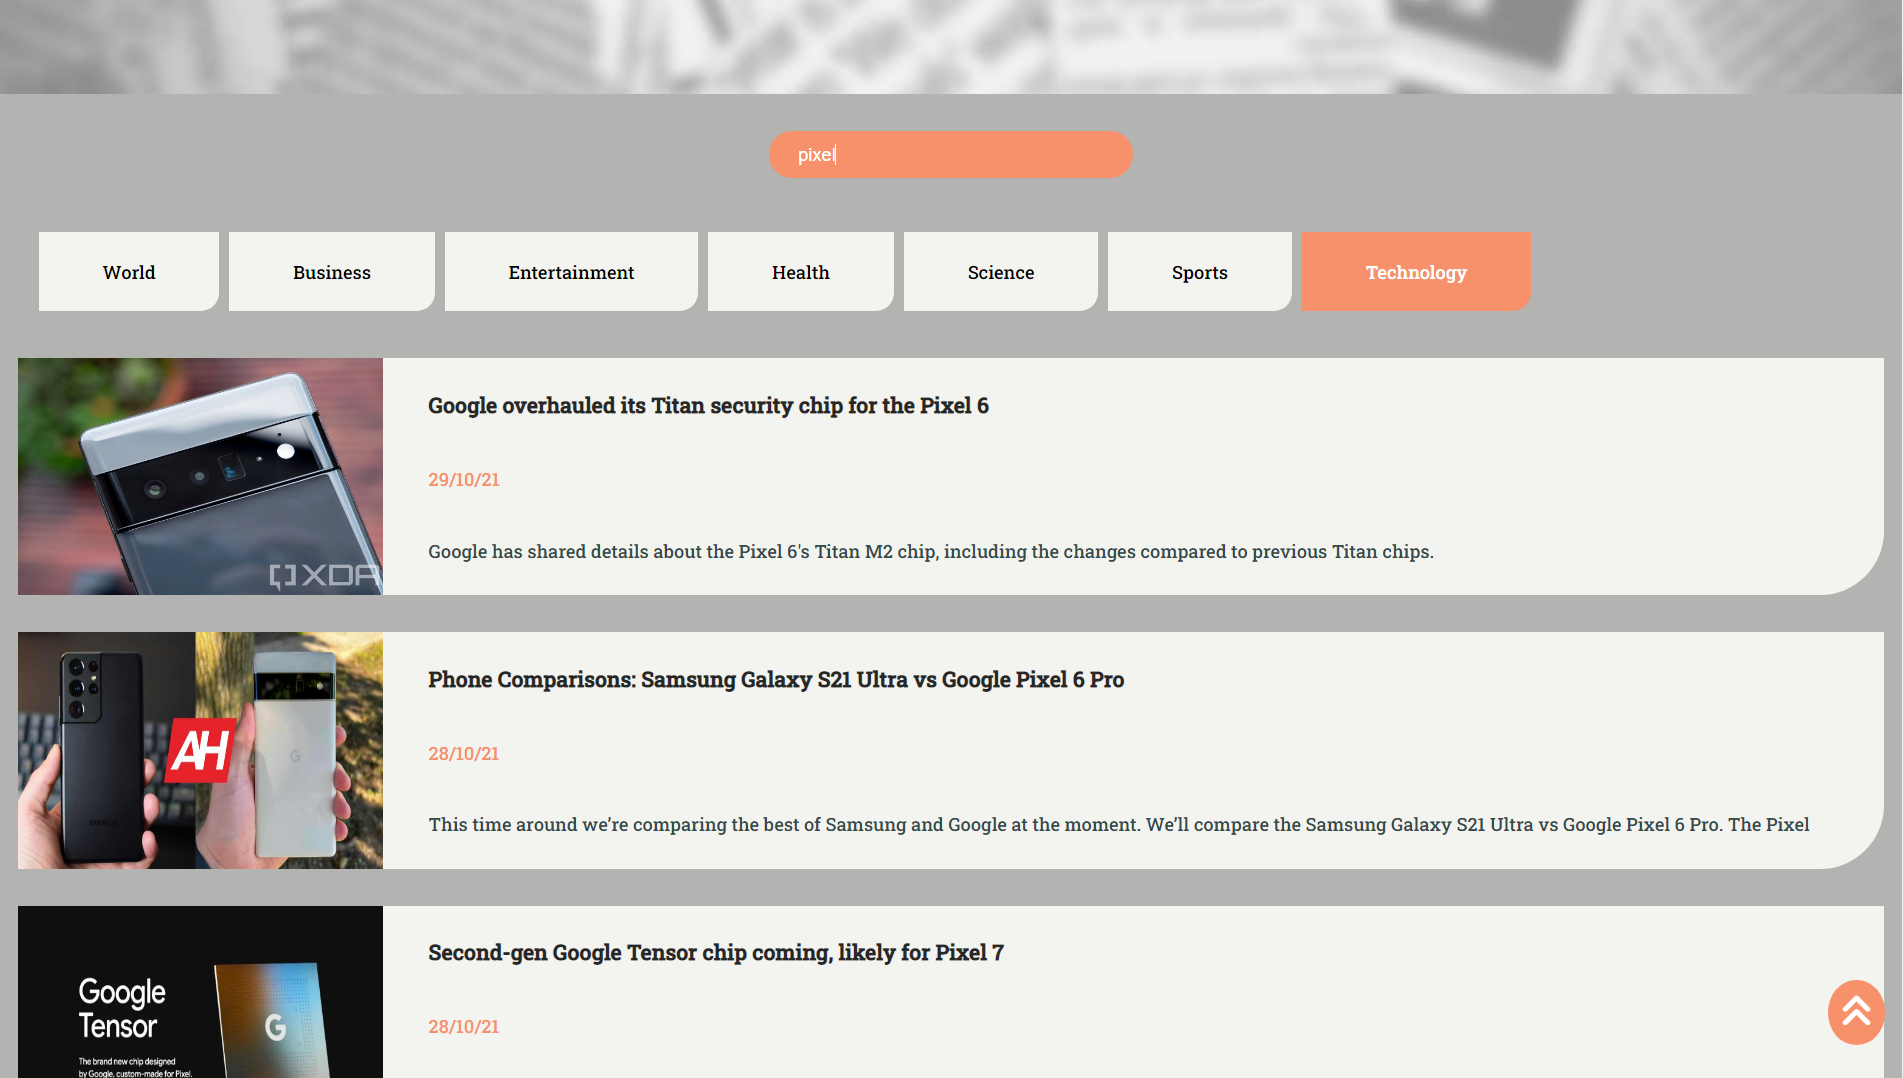 pixel
World
Business
Entertainment
Health
Science
Sports
Technology
Google overhauled its Titan security chip for the Pixel 6
29/10/21
Google has shared details about the Pixel 6's Titan M2 chip, including the changes compared to previous Titan chips.
XDA
Phone Comparisons: Samsung Galaxy S21 Ultra vs Google Pixel 6 Pro
28/10/21
This time around we’re comparing the best of Samsung and Google at the moment. We’ll compare the Samsung Galaxy S21 Ultra vs Google Pixel 6 Pro. The Pixel
AH
G
Second-gen Google Tensor chip coming, likely for Pixel 7
28/10/21
Google
Tensor
G
The brand new chip designed
by Google, custom-made for Pixel.